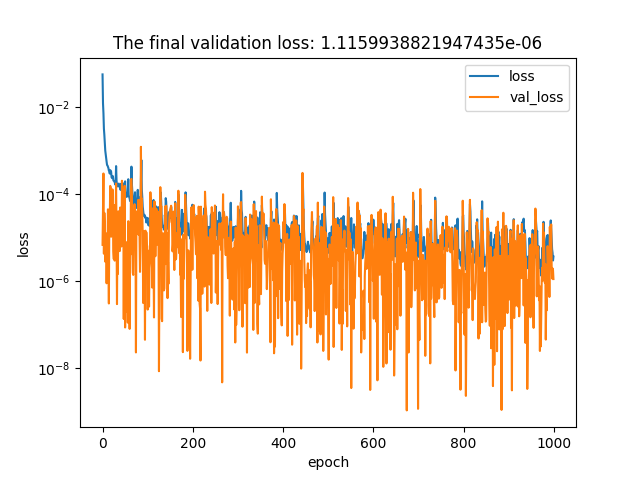 The final validation loss: 1.1159938821947435e-06
loss
val_loss
10⁻²
10⁻⁴
10⁻⁶
10⁻⁸
loss
0 200 400 600 800 1000
epoch